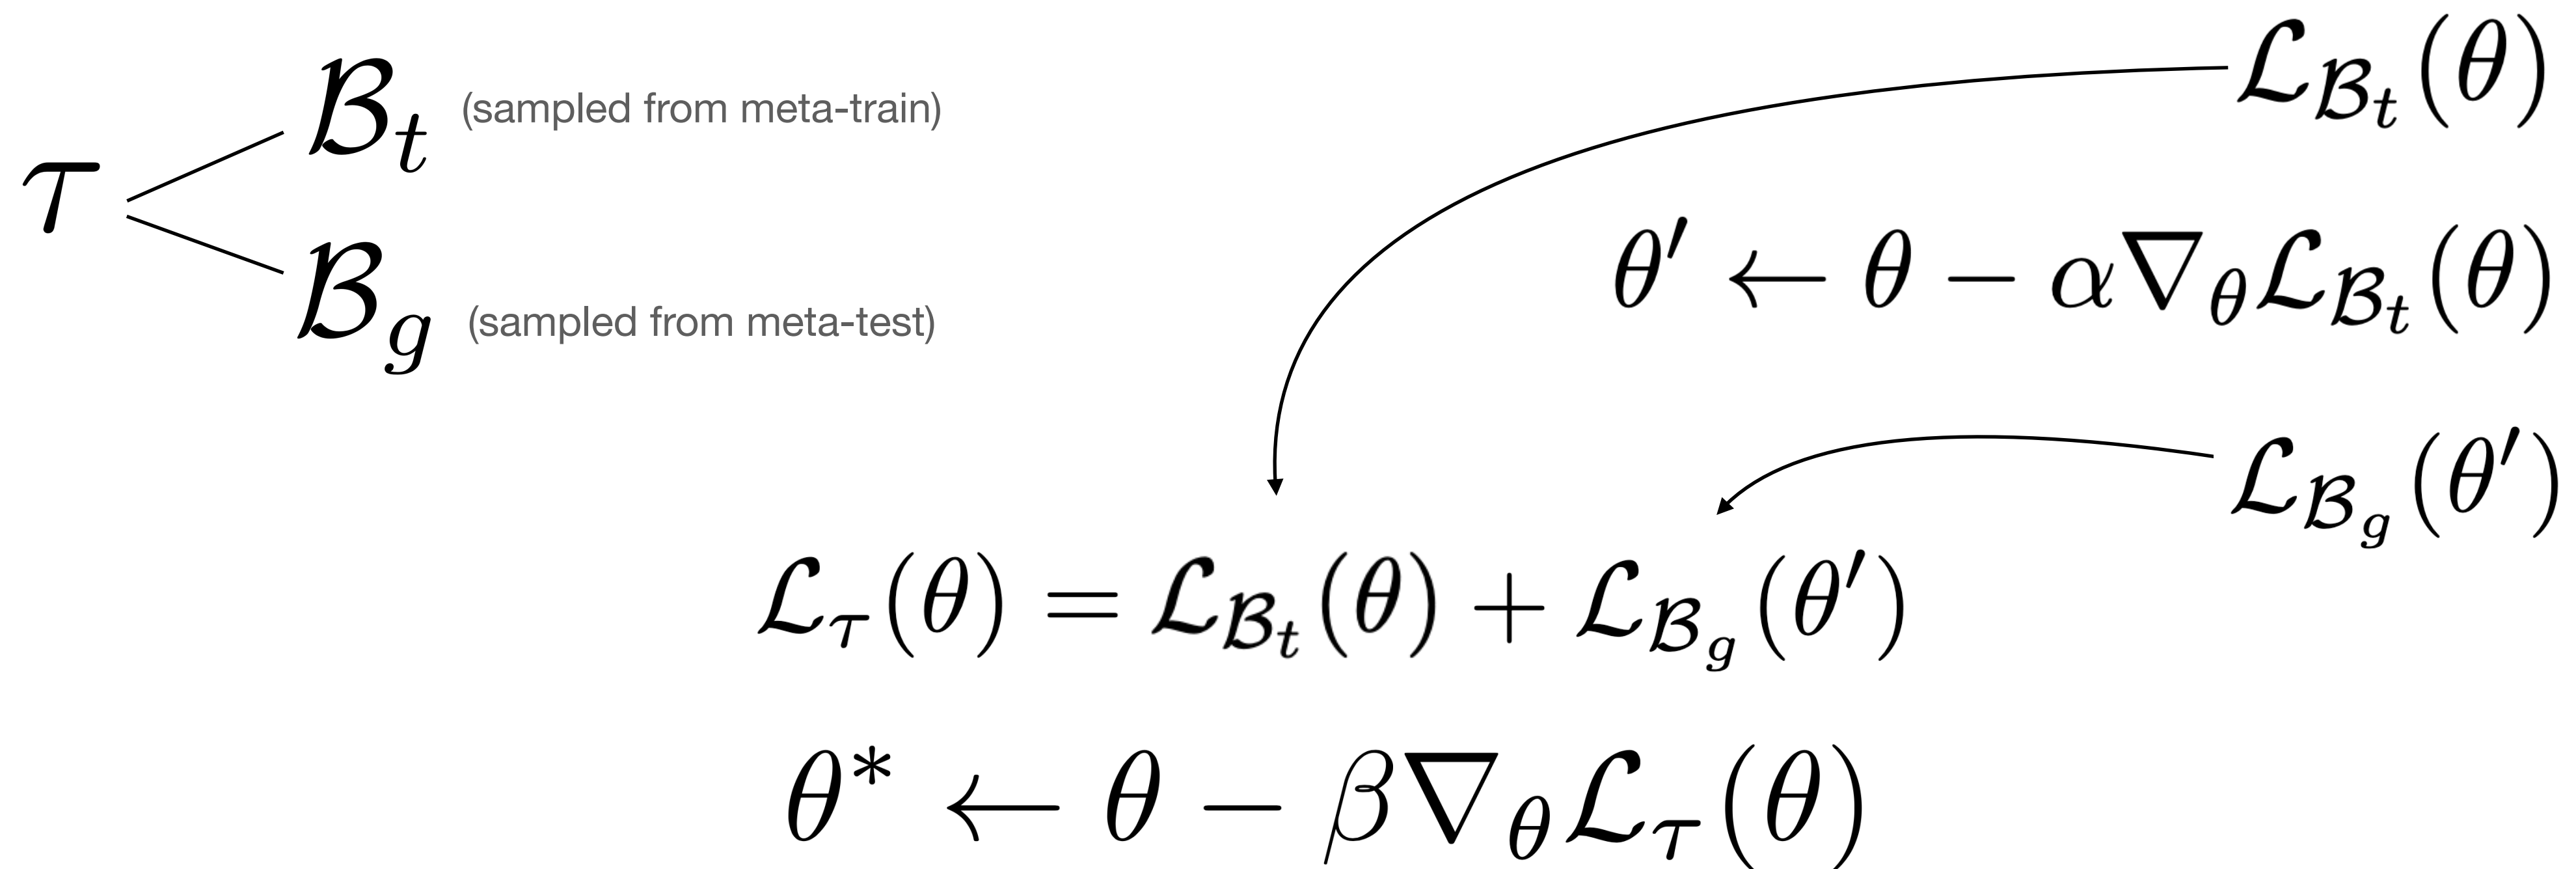 τ
ℬ_t (sampled from meta-train)
ℬ_g (sampled from meta-test)
ℒ_{ℬ_t}(θ)
θ′ ← θ − α∇_θ ℒ_{ℬ_t}(θ)
ℒ_{ℬ_g}(θ′)
ℒ_τ(θ) = ℒ_{ℬ_t}(θ) + ℒ_{ℬ_g}(θ′)
θ* ← θ − β∇_θ ℒ_τ(θ)